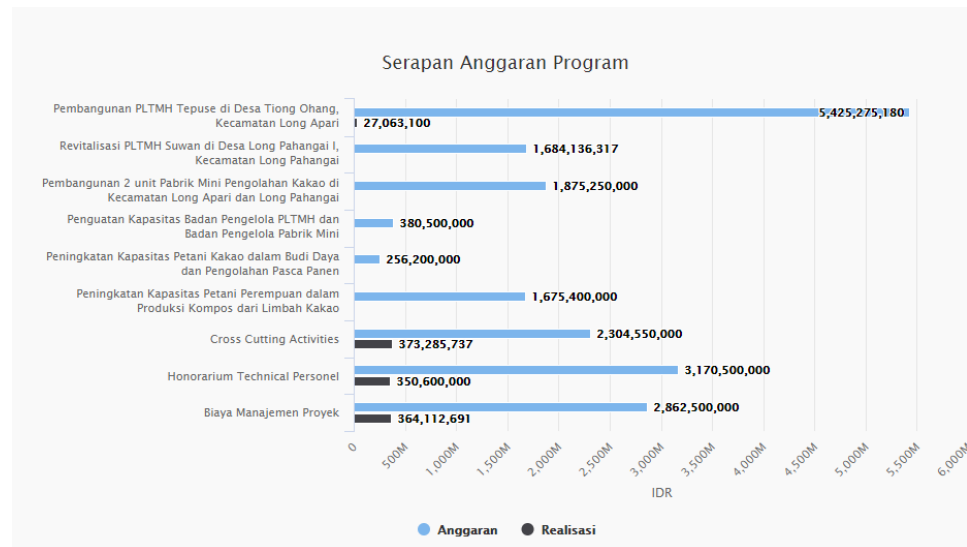 Serapan Anggaran Program
Pembangunan PLTMH Tepuse di Desa Tiong Ohang,
Kecamatan Long Apari
5,425,275,180
27,063,100
Revitalisasi PLTMH Suwan di Desa Long Pahangai I,
Kecamatan Long Pahangai
1,684,136,317
Pembangunan 2 unit Pabrik Mini Pengolahan Kakao di
Kecamatan Long Apari dan Long Pahangai
1,875,250,000
Penguatan Kapasitas Badan Pengelola PLTMH dan
Badan Pengelola Pabrik Mini
380,500,000
Peningkatan Kapasitas Petani Kakao dalam Budi Daya
dan Pengolahan Pasca Panen
256,200,000
Peningkatan Kapasitas Petani Perempuan dalam
Produksi Kompos dari Limbah Kakao
1,675,400,000
Cross Cutting Activities
2,304,550,000
373,285,737
Honorarium Technical Personel
3,170,500,000
350,600,000
Biaya Manajemen Proyek
2,862,500,000
364,112,691
0
500M
1,000M
1,500M
2,000M
2,500M
3,000M
3,500M
4,000M
4,500M
5,000M
5,500M
6,000M
IDR
Anggaran
Realisasi